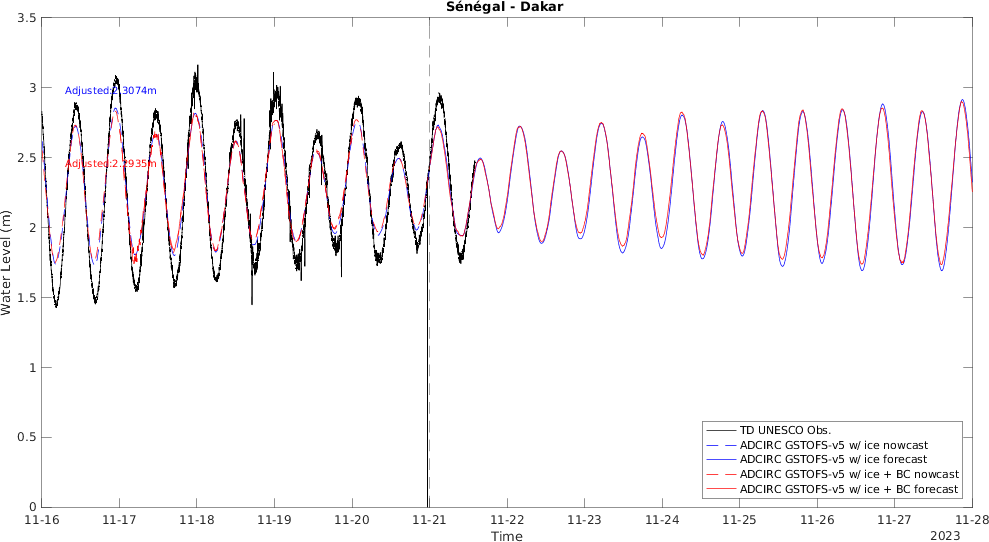 Sénégal - Dakar
3.5
3
2.5
2
1.5
1
0.5
0
Water Level (m)
Adjusted:2.3074m
Adjusted:2.2935m
TD UNESCO Obs.
ADCIRC GSTOFS-v5 w/ ice nowcast
ADCIRC GSTOFS-v5 w/ ice forecast
ADCIRC GSTOFS-v5 w/ ice + BC nowcast
ADCIRC GSTOFS-v5 w/ ice + BC forecast
11-16 11-17 11-18 11-19 11-20 11-21 11-22 11-23 11-24 11-25 11-26 11-27 11-28
Time
2023